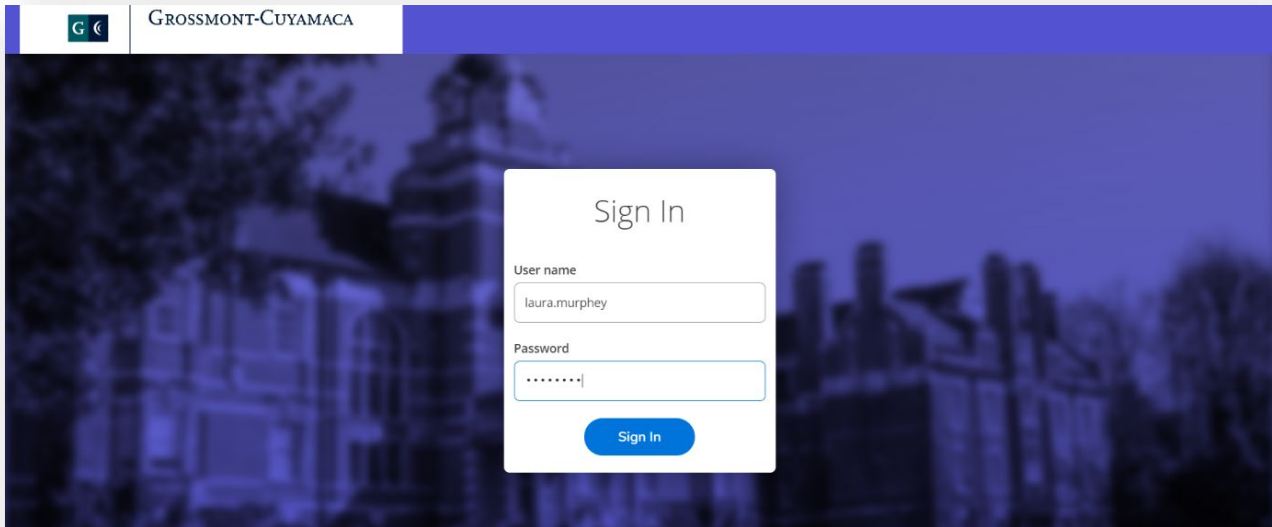 G C
GROSSMONT-CUYAMACA
Sign In
User name
laura.murphey
Password
••••••••
Sign In